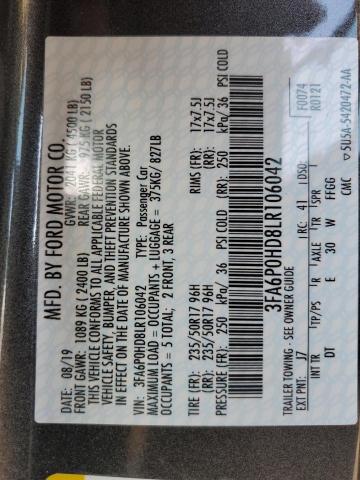 MFD. BY FORD MOTOR CO.
DATE: 08/19 GVWR: 2041 KG (4500 LB)
FRONT GAWR: 1089 KG (2400 LB) REAR GAWR: 975 KG (2150 LB)
THIS VEHICLE CONFORMS TO ALL APPLICABLE FEDERAL MOTOR
VEHICLE SAFETY, BUMPER, AND THEFT PREVENTION STANDARDS
IN EFFECT ON THE DATE OF MANUFACTURE SHOWN ABOVE.
VIN: 3FA6P0HD8LR106042 TYPE: Passenger Car
MAXIMUM LOAD = OCCUPANTS + LUGGAGE = 375KG/ 827LB
OCCUPANTS = 5 TOTAL; 2 FRONT, 3 REAR
TIRE (FR): 235/50R17 96H RIMS (FR): 17x7.5J
(RR): 235/50R17 96H (RR): 17x7.5J
PRESSURE (FR): 250 kPa/ 36 PSI COLD (RR): 250 kPa/ 36 PSI COLD
3FA6P0HD8LR106042
TRAILER TOWING - SEE OWNER GUIDE
F0074
R0121
EXT PNT: J7 RC: 41 DSO:
INT TR TP/PS R AXLE TR SPR
DT E 30 W FFGG
CMC 5U5A-5420472-AA